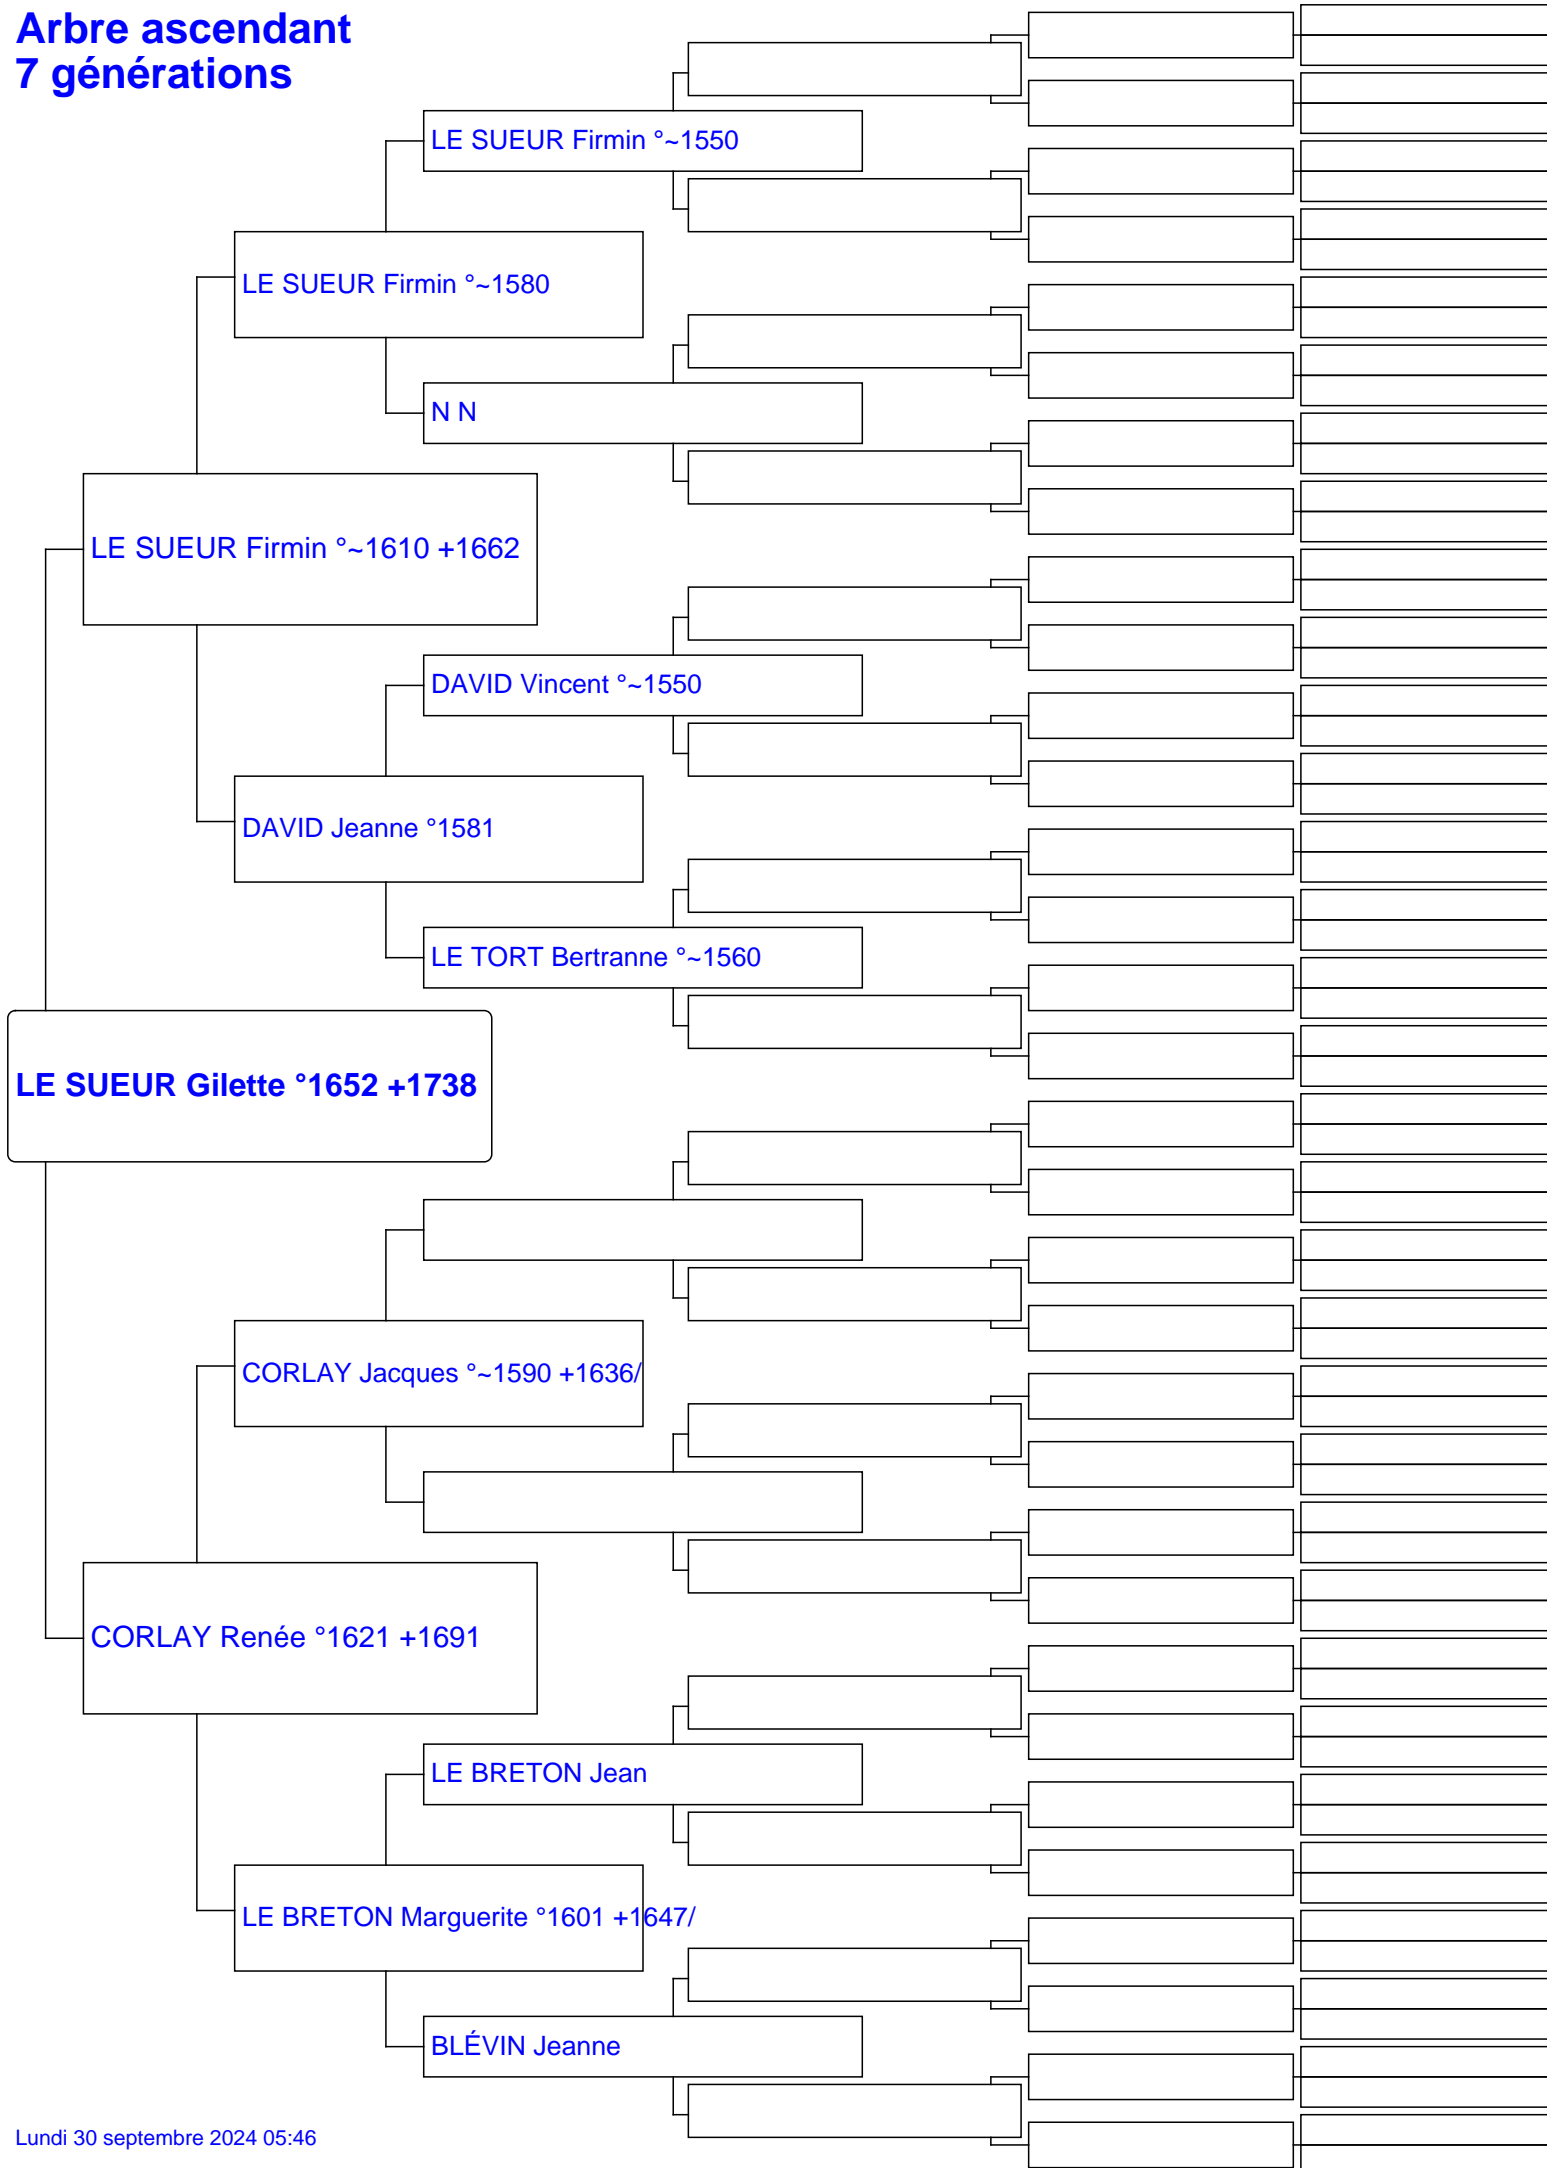 Arbre ascendant
7 générations
LE SUEUR Firmin °~1550
LE SUEUR Firmin °~1580
N N
LE SUEUR Firmin °~1610 +1662
DAVID Vincent °~1550
DAVID Jeanne °1581
LE TORT Bertranne °~1560
LE SUEUR Gilette °1652 +1738
CORLAY Jacques °~1590 +1636/
CORLAY Renée °1621 +1691
LE BRETON Jean
LE BRETON Marguerite °1601 +1647/
BLÉVIN Jeanne
Lundi 30 septembre 2024 05:46